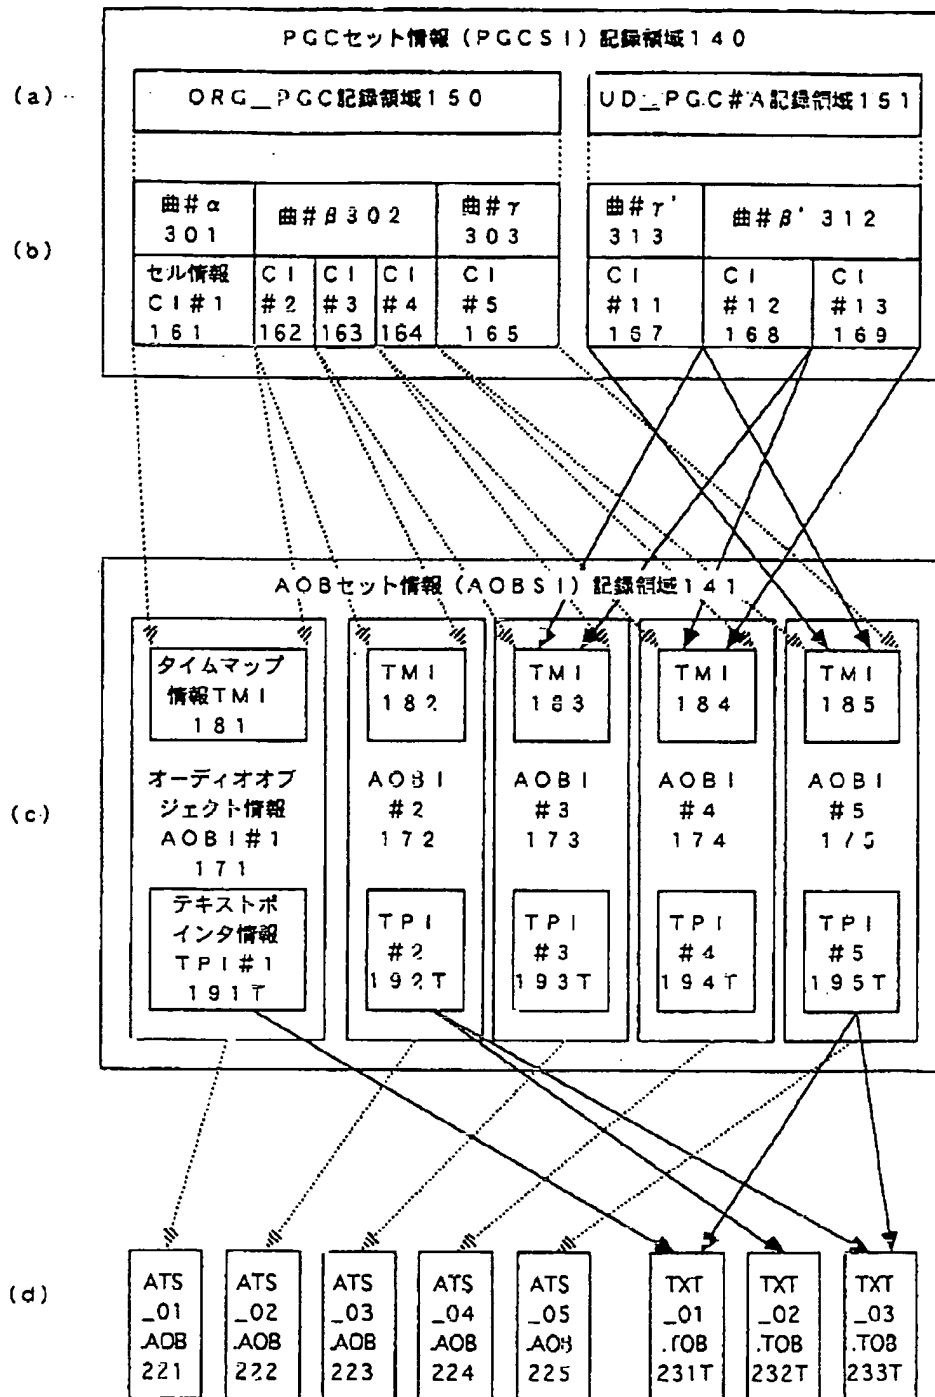 PGCセット情報(PGCSI)記録領域140
(a)
ORG_PGC記録領域150
UD_PGC#A記録領域151
(b)
曲#α
301
曲#β302
曲#γ
303
曲#γ'
313
曲#β'312
セル情報
CI#1
161
CI
#2
162
CI
#3
163
CI
#4
164
CI
#5
165
CI
#11
167
CI
#12
168
CI
#13
169
AOBセット情報(AOBSI)記録領域141
(c)
タイムマップ
情報TMI
181
TMI
182
TMI
183
TMI
184
TMI
185
オーディオオブ
ジェクト情報
AOBI#1
171
AOBI
#2
172
AOBI
#3
173
AOBI
#4
174
AOBI
#5
175
テキストポ
インタ情報
TPI#1
191T
TPI
#2
192T
TPI
#3
193T
TPI
#4
194T
TPI
#5
195T
(d)
ATS
_01
.AOB
221
ATS
_02
.AOB
222
ATS
_03
.AOB
223
ATS
_04
.AOB
224
ATS
_05
.AOB
225
TXT
_01
.TOB
231T
TXT
_02
.TOB
232T
TXT
_03
.TOB
233T